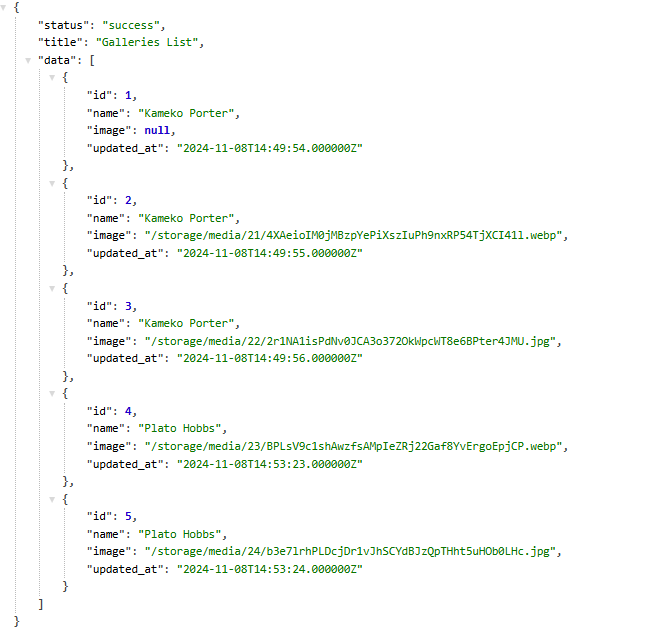 {
"status": "success",
"title": "Galleries List",
"data": [
{
"id": 1,
"name": "Kameko Porter",
"image": null,
"updated_at": "2024-11-08T14:49:54.000000Z"
},
{
"id": 2,
"name": "Kameko Porter",
"image": "/storage/media/21/4XAeioIM0jMBzpYePiXszIuPh9nxRP54TjXCI41l.webp",
"updated_at": "2024-11-08T14:49:55.000000Z"
},
{
"id": 3,
"name": "Kameko Porter",
"image": "/storage/media/22/2r1NA1isPdNv0JCA3o372OkWpcWT8e6BPter4JMU.jpg",
"updated_at": "2024-11-08T14:49:56.000000Z"
},
{
"id": 4,
"name": "Plato Hobbs",
"image": "/storage/media/23/BPLsV9c1shAwzfsAMpIeZRj22Gaf8YvErgoEpjCP.webp",
"updated_at": "2024-11-08T14:53:23.000000Z"
},
{
"id": 5,
"name": "Plato Hobbs",
"image": "/storage/media/24/b3e7lrhPLDcjDr1vJhSCYdBJzQpTHht5uHOb0LHc.jpg",
"updated_at": "2024-11-08T14:53:24.000000Z"
}
]
}